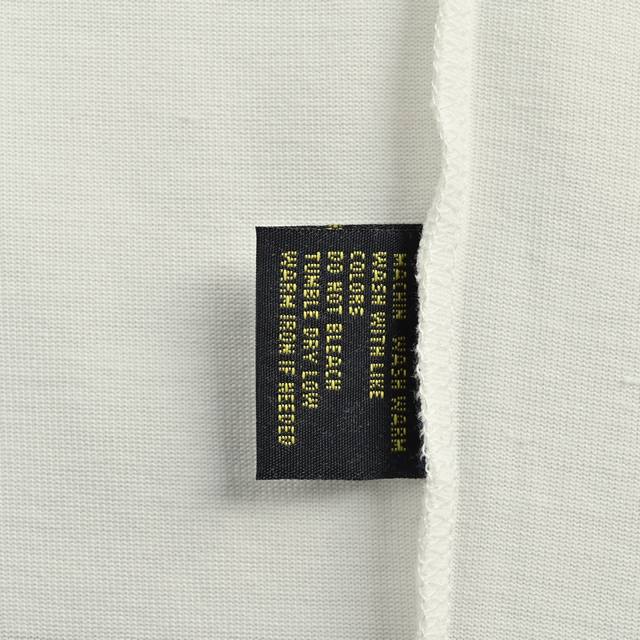 MACHIN WASH WARM
WASH WITH LIKE
COLORS
DO NOT BLEACH
TUMBLE DRY LOW
WARM IRON IF NEEDED